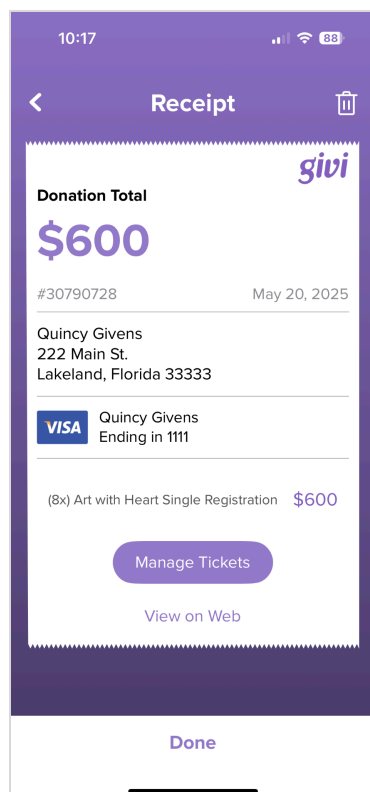 10:17
88
Receipt
givi
Donation Total
$600
#30790728 May 20, 2025
Quincy Givens
222 Main St.
Lakeland, Florida 33333
VISA
Quincy Givens
Ending in 1111
(8x) Art with Heart Single Registration $600
Manage Tickets
View on Web
Done